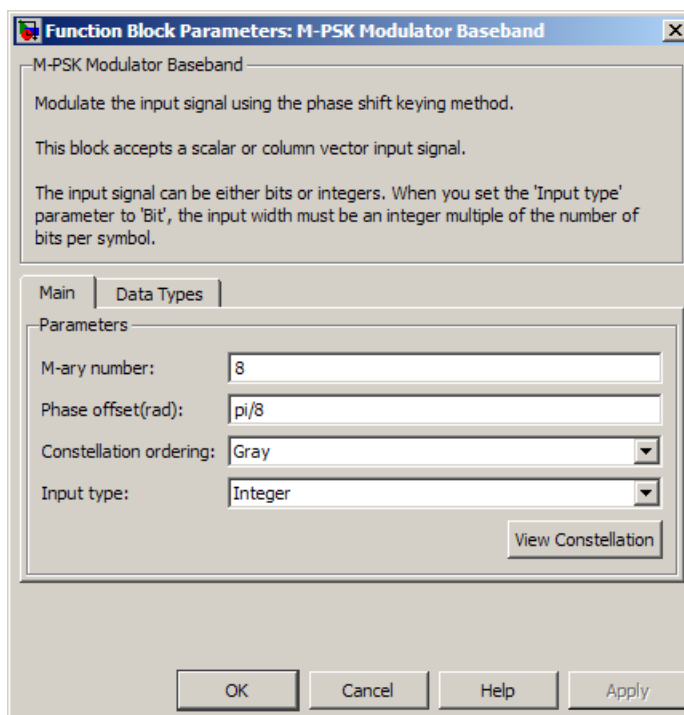 Function Block Parameters: M-PSK Modulator Baseband
M-PSK Modulator Baseband
Modulate the input signal using the phase shift keying method.
This block accepts a scalar or column vector input signal.
The input signal can be either bits or integers. When you set the 'Input type'
parameter to 'Bit', the input width must be an integer multiple of the number of
bits per symbol.
Main Data Types
Parameters
M-ary number: 8
Phase offset(rad): pi/8
Constellation ordering: Gray
Input type: Integer
View Constellation
OK Cancel Help Apply